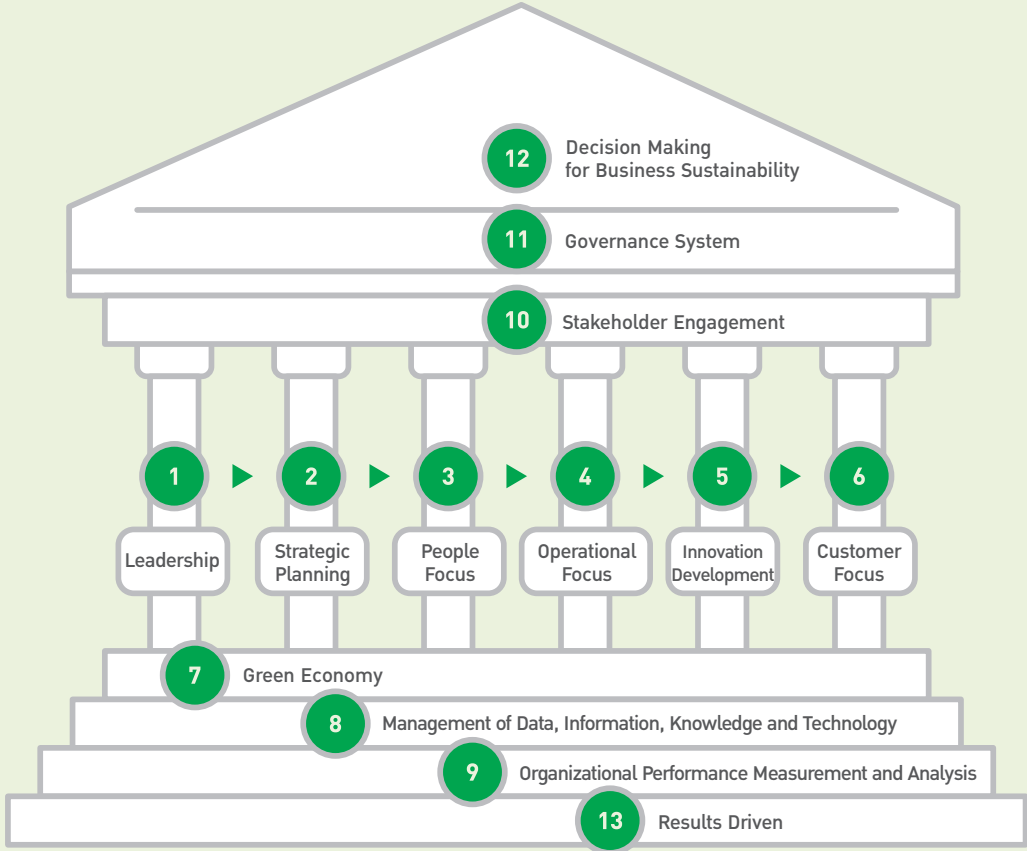 12
Decision Making
for Business Sustainability
11
Governance System
10
Stakeholder Engagement
1
2
3
4
5
6
Leadership
Strategic
Planning
People
Focus
Operational
Focus
Innovation
Development
Customer
Focus
7
Green Economy
8
Management of Data, Information, Knowledge and Technology
9
Organizational Performance Measurement and Analysis
13
Results Driven